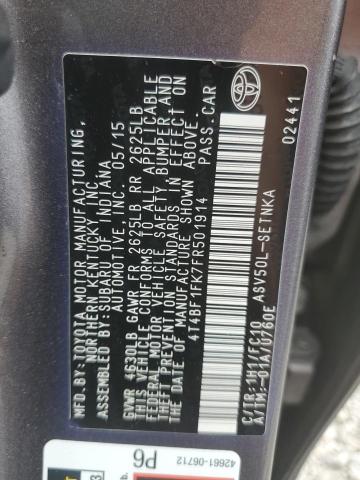 MFD.BY:TOYOTA MOTOR MANUFACTURING,
NORTHERN KENTUCKY, INC.
ASSEMBLED BY:SUBARU OF INDIANA
AUTOMOTIVE, INC. 05/15
GVWR 4630LB GAWR FR 2625LB RR 2625LB
THIS VEHICLE CONFORMS TO ALL APPLICABLE
FEDERAL MOTOR VEHICLE SAFETY, BUMPER, AND
THEFT PREVENTION STANDARDS IN EFFECT ON
THE DATE OF MANUFACTURE SHOWN ABOVE.
4T4BF1FK7FR501914 PASS.CAR
C/TR:1H1/FC10 ASV50L-SETNKA
A/TM:-01A/U760E
02441
42661-06712
P6